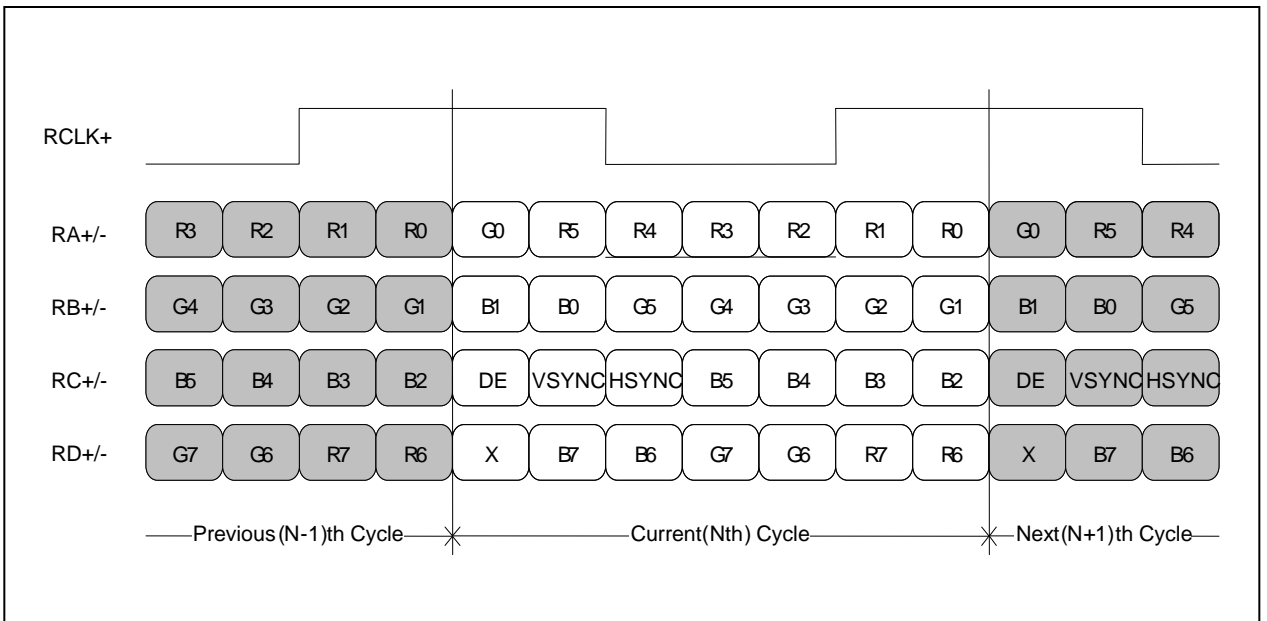 RCLK+
RA+/- R3 R2 R1 R0 G0 R5 R4 R3 R2 R1 R0 G0 R5 R4
RB+/- G4 G3 G2 G1 B1 B0 G5 G4 G3 G2 G1 B1 B0 G5
RC+/- B5 B4 B3 B2 DE VSYNC HSYNC B5 B4 B3 B2 DE VSYNC HSYNC
RD+/- G7 G6 R7 R6 X B7 B6 G7 G6 R7 R6 X B7 B6
Previous (N-1)th Cycle Current(Nth) Cycle Next(N+1)th Cycle